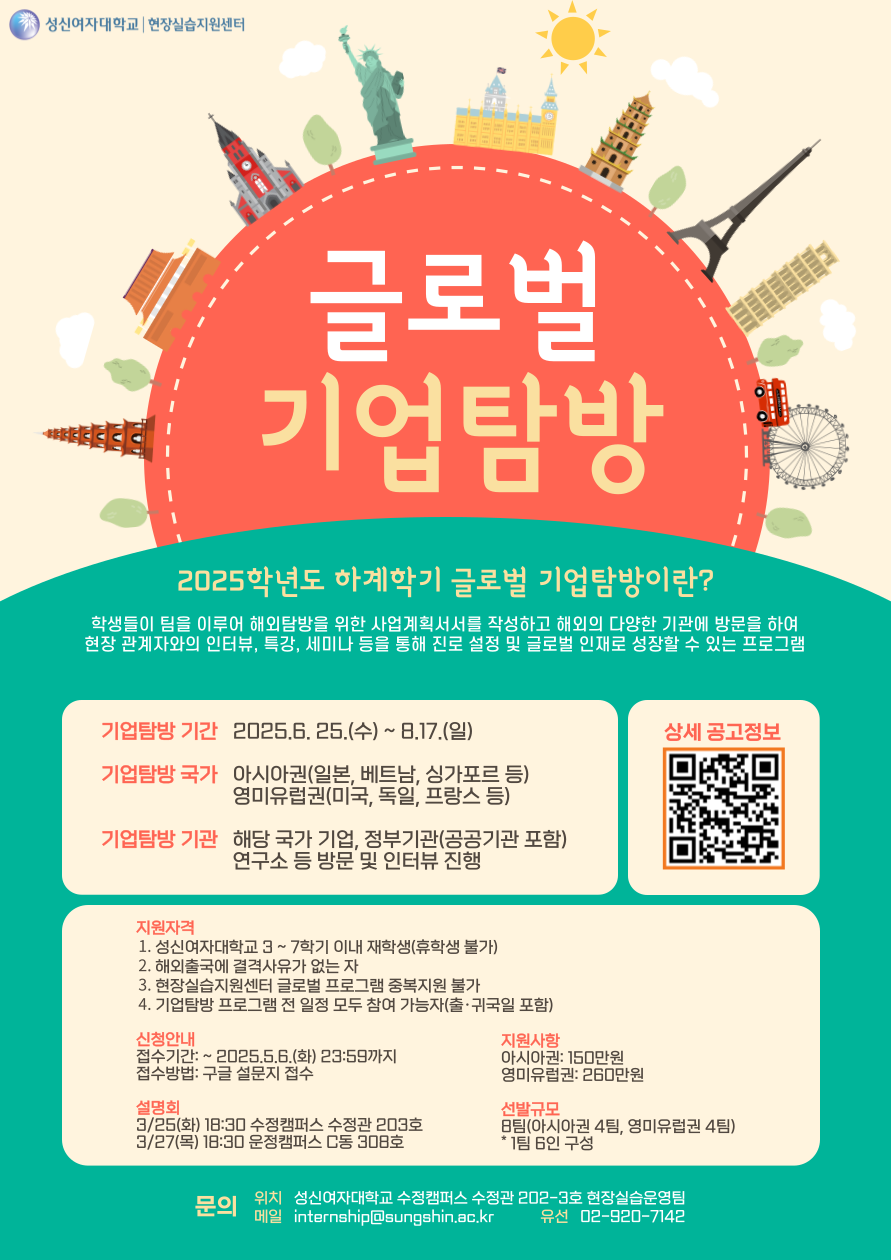 성신여자대학교 | 현장실습지원센터
글로벌
기업탐방
2025학년도 하계학기 글로벌 기업탐방이란?
학생들이 팀을 이루어 해외탐방을 위한 사업계획서서를 작성하고 해외의 다양한 기관에 방문을 하여
현장 관계자와의 인터뷰, 특강, 세미나 등을 통해 진로 설정 및 글로벌 인재로 성장할 수 있는 프로그램
기업탐방 기간 2025.6. 25.(수) ~ 8.17.(일)
기업탐방 국가 아시아권(일본, 베트남, 싱가포르 등)
영미유럽권(미국, 독일, 프랑스 등)
기업탐방 기관 해당 국가 기업, 정부기관(공공기관 포함)
연구소 등 방문 및 인터뷰 진행
상세 공고정보
지원자격
1. 성신여자대학교 3 ~ 7학기 이내 재학생(휴학생 불가)
2. 해외출국에 결격사유가 없는 자
3. 현장실습지원센터 글로벌 프로그램 중복지원 불가
4. 기업탐방 프로그램 전 일정 모두 참여 가능자(출·귀국일 포함)
신청안내
접수기간: ~ 2025.5.6.(화) 23:59까지
접수방법: 구글 설문지 접수
지원사항
아시아권: 150만원
영미유럽권: 260만원
설명회
3/25(화) 18:30 수정캠퍼스 수정관 203호
3/27(목) 18:30 운정캠퍼스 C동 308호
선발규모
8팀(아시아권 4팀, 영미유럽권 4팀)
* 1팀 6인 구성
문의 위치 성신여자대학교 수정캠퍼스 수정관 202-3호 현장실습운영팀
메일 internship@sungshin.ac.kr 유선 02-920-7142